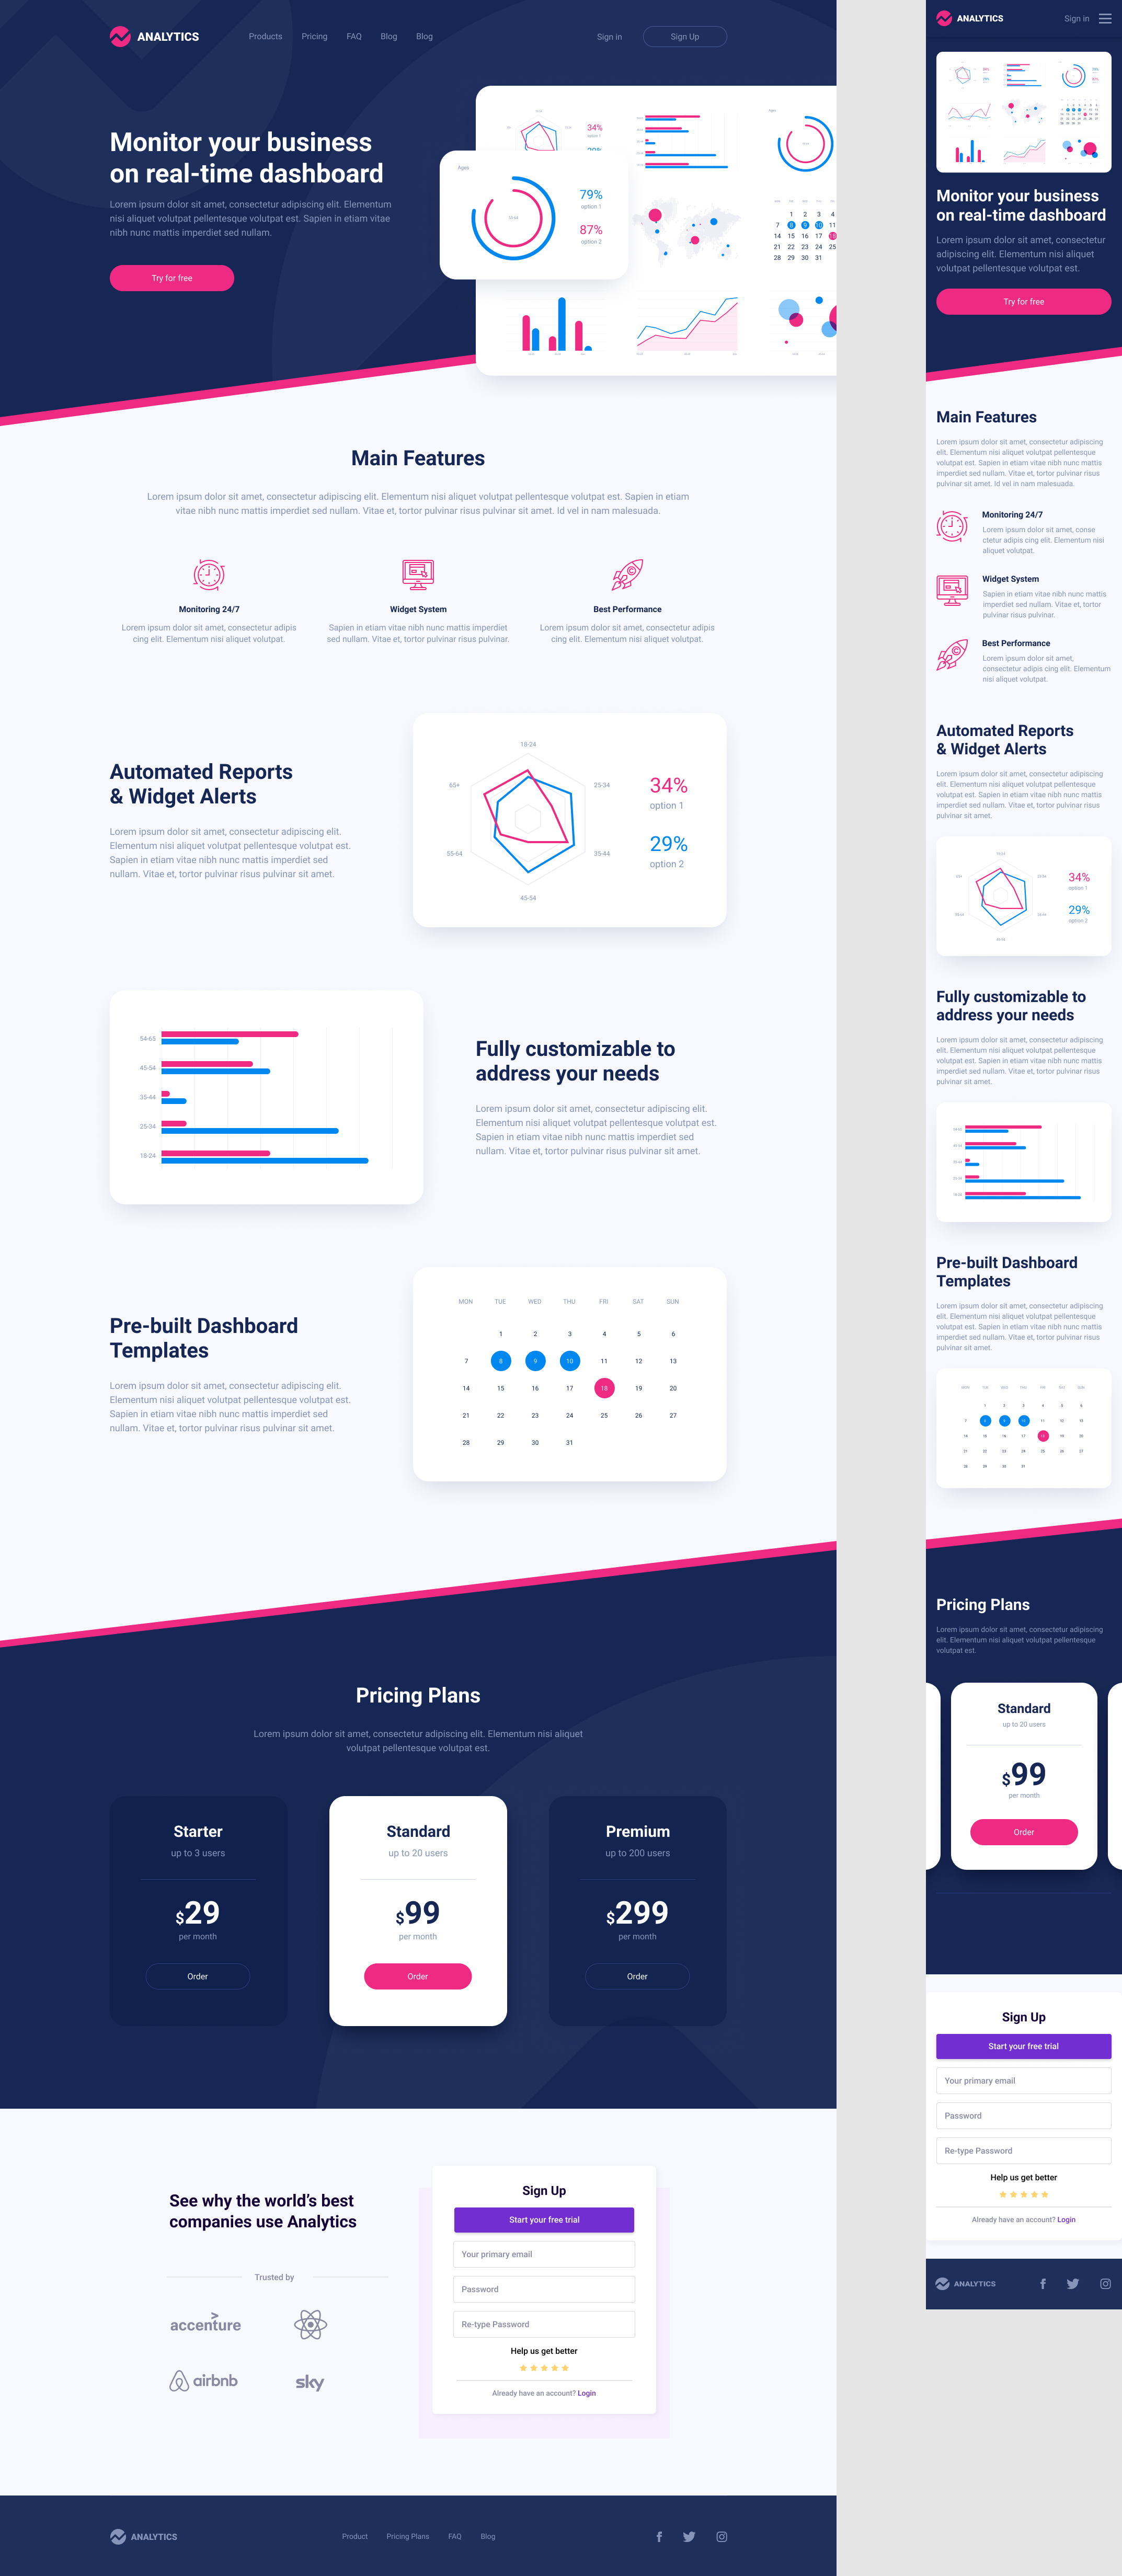 ANALYTICS
Products
Pricing
FAQ
Blog
Blog
Sign in
Sign Up
Monitor your business
on real-time dashboard
Lorem ipsum dolor sit amet, consectetur adipiscing elit. Elementum
nisi aliquet volutpat pellentesque volutpat est. Sapien in etiam vitae
nibh nunc mattis imperdiet sed nullam.
Try for free
34%
Ages
79%
option 1
87%
option 2
1 2 3 4
7 8 9 10 11
14 15 16 17 18
21 22 23 24 25
28 29 30 31
Main Features
Lorem ipsum dolor sit amet, consectetur adipiscing elit. Elementum nisi aliquet volutpat pellentesque volutpat est. Sapien in etiam
vitae nibh nunc mattis imperdiet sed nullam. Vitae et, tortor pulvinar risus pulvinar sit amet. Id vel in nam malesuada.
Monitoring 24/7
Lorem ipsum dolor sit amet, consectetur adipis
cing elit. Elementum nisi aliquet volutpat.
Widget System
Sapien in etiam vitae nibh nunc mattis imperdiet
sed nullam. Vitae et, tortor pulvinar risus pulvinar.
Best Performance
Lorem ipsum dolor sit amet, consectetur adipis
cing elit. Elementum nisi aliquet volutpat.
Automated Reports
& Widget Alerts
Lorem ipsum dolor sit amet, consectetur adipiscing elit.
Elementum nisi aliquet volutpat pellentesque volutpat est.
Sapien in etiam vitae nibh nunc mattis imperdiet sed
nullam. Vitae et, tortor pulvinar risus pulvinar sit amet.
18-24
65+
25-34
55-64
35-44
45-54
34%
option 1
29%
option 2
54-65
45-54
35-44
25-34
18-24
Fully customizable to
address your needs
Lorem ipsum dolor sit amet, consectetur adipiscing elit.
Elementum nisi aliquet volutpat pellentesque volutpat est.
Sapien in etiam vitae nibh nunc mattis imperdiet sed
nullam. Vitae et, tortor pulvinar risus pulvinar sit amet.
Pre-built Dashboard
Templates
Lorem ipsum dolor sit amet, consectetur adipiscing elit.
Elementum nisi aliquet volutpat pellentesque volutpat est.
Sapien in etiam vitae nibh nunc mattis imperdiet sed
nullam. Vitae et, tortor pulvinar risus pulvinar sit amet.
MON TUE WED THU FRI SAT SUN
1 2 3 4 5 6
7 8 9 10 11 12 13
14 15 16 17 18 19 20
21 22 23 24 25 26 27
28 29 30 31
Pricing Plans
Lorem ipsum dolor sit amet, consectetur adipiscing elit. Elementum nisi aliquet
volutpat pellentesque volutpat est.
Starter
up to 3 users
$29
per month
Order
Standard
up to 20 users
$99
per month
Order
Premium
up to 200 users
$299
per month
Order
See why the world's best
companies use Analytics
Trusted by
accenture
airbnb
sky
Sign Up
Start your free trial
Your primary email
Password
Re-type Password
Help us get better
Already have an account? Login
ANALYTICS
Product
Pricing Plans
FAQ
Blog
ANALYTICS
Sign in
Monitor your business
on real-time dashboard
Lorem ipsum dolor sit amet, consectetur
adipiscing elit. Elementum nisi aliquet
volutpat pellentesque volutpat est.
Try for free
Main Features
Lorem ipsum dolor sit amet, consectetur adipiscing
elit. Elementum nisi aliquet volutpat pellentesque
volutpat est. Sapien in etiam vitae nibh nunc mattis
imperdiet sed nullam. Vitae et, tortor pulvinar risus
pulvinar sit amet. Id vel in nam malesuada.
Monitoring 24/7
Lorem ipsum dolor sit amet, conse
ctetur adipis cing elit. Elementum nisi
aliquet volutpat.
Widget System
Sapien in etiam vitae nibh nunc mattis
imperdiet sed nullam. Vitae et, tortor
pulvinar risus pulvinar.
Best Performance
Lorem ipsum dolor sit amet,
consectetur adipis cing elit. Elementum
nisi aliquet volutpat.
Automated Reports
& Widget Alerts
Lorem ipsum dolor sit amet, consectetur adipiscing
elit. Elementum nisi aliquet volutpat pellentesque
volutpat est. Sapien in etiam vitae nibh nunc mattis
imperdiet sed nullam. Vitae et, tortor pulvinar risus
pulvinar sit amet.
34%
option 1
29%
option 2
Fully customizable to
address your needs
Lorem ipsum dolor sit amet, consectetur adipiscing
elit. Elementum nisi aliquet volutpat pellentesque
volutpat est. Sapien in etiam vitae nibh nunc mattis
imperdiet sed nullam. Vitae et, tortor pulvinar risus
pulvinar sit amet.
Pre-built Dashboard
Templates
Lorem ipsum dolor sit amet, consectetur adipiscing
elit. Elementum nisi aliquet volutpat pellentesque
volutpat est. Sapien in etiam vitae nibh nunc mattis
imperdiet sed nullam. Vitae et, tortor pulvinar risus
pulvinar sit amet.
Pricing Plans
Lorem ipsum dolor sit amet, consectetur adipiscing
elit. Elementum nisi aliquet volutpat pellentesque
volutpat est.
Standard
up to 20 users
$99
per month
Order
Sign Up
Start your free trial
Your primary email
Password
Re-type Password
Help us get better
Already have an account? Login
ANALYTICS